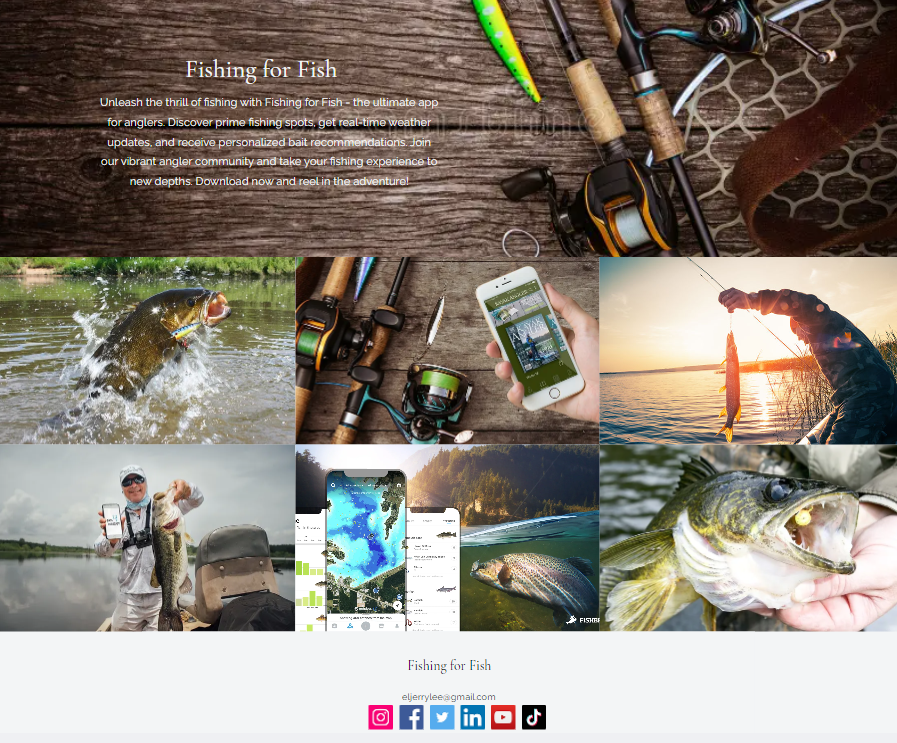 Fishing for Fish
Unleash the thrill of fishing with Fishing for Fish - the ultimate app
for anglers. Discover prime fishing spots, get real-time weather
updates, and receive personalized bait recommendations. Join
our vibrant angler community and take your fishing experience to
new depths. Download now and reel in the adventure!
FISHB
Fishing for Fish
eljerrylee@gmail.com